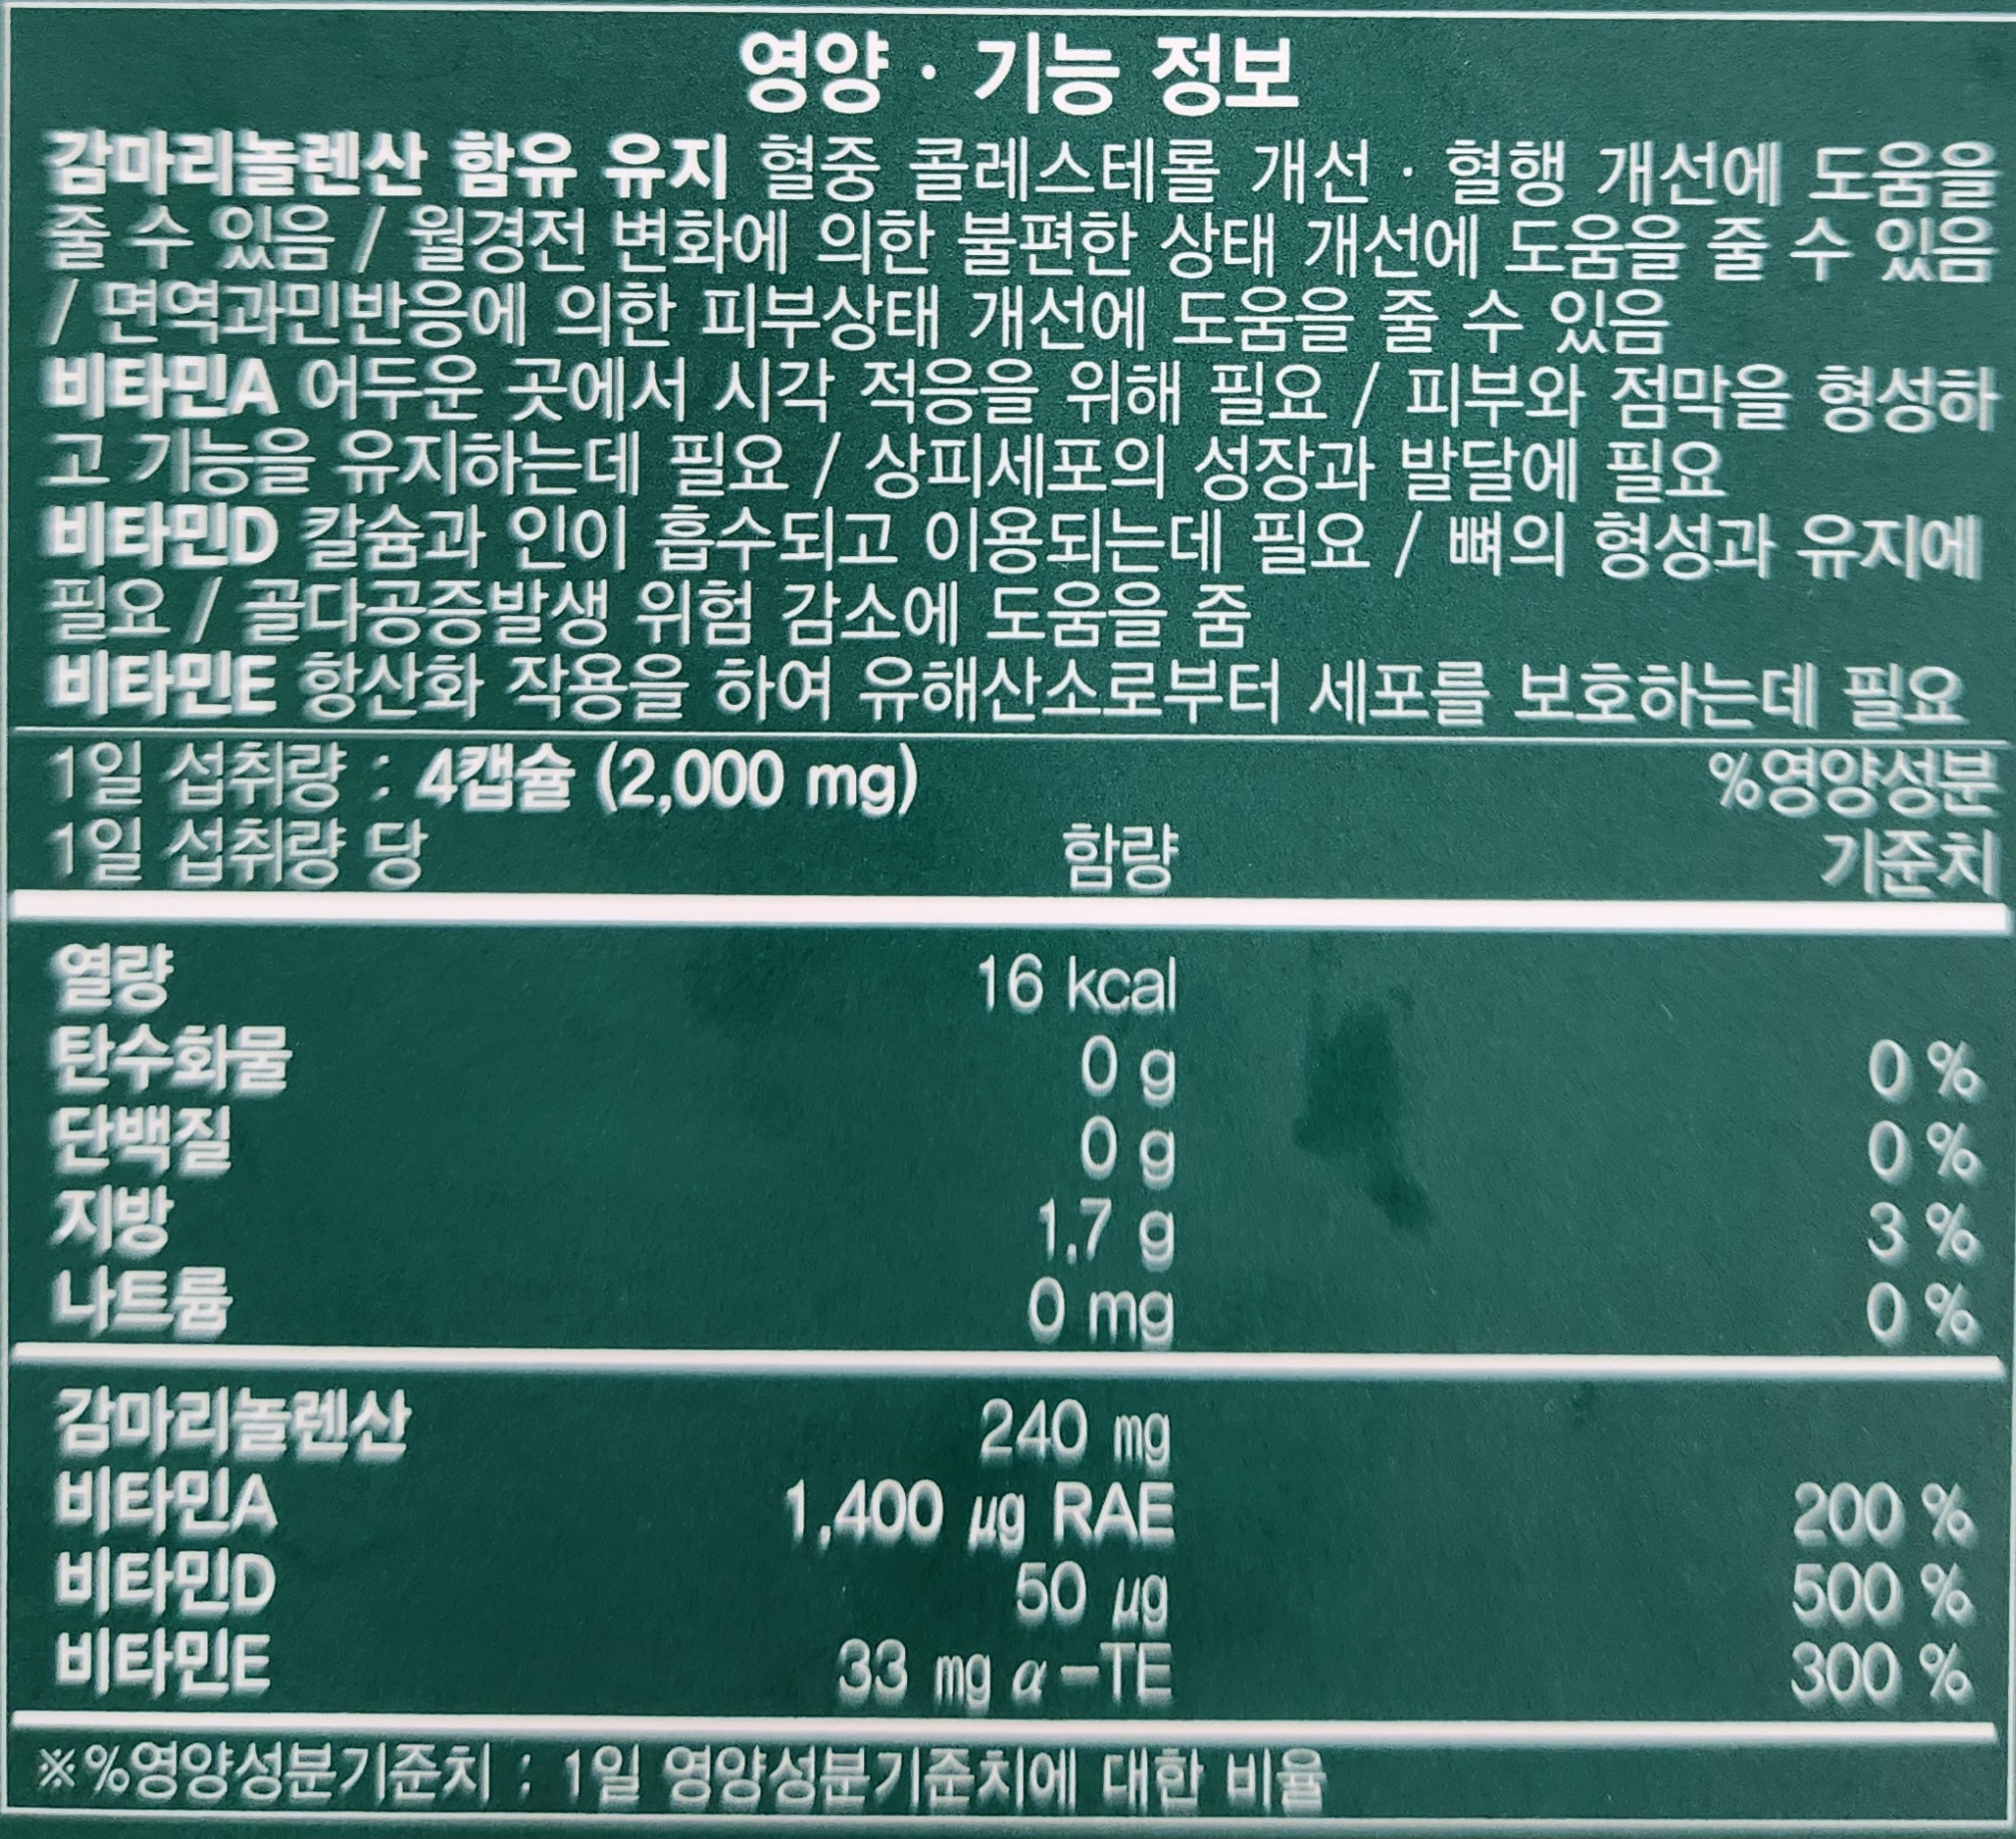 영양 · 기능 정보
감마리놀렌산 함유 유지 혈중 콜레스테롤 개선 · 혈행 개선에 도움을
줄 수 있음 / 월경전 변화에 의한 불편한 상태 개선에 도움을 줄 수 있음
/ 면역과민반응에 의한 피부상태 개선에 도움을 줄 수 있음
비타민A 어두운 곳에서 시각 적응을 위해 필요 / 피부와 점막을 형성하
고 기능을 유지하는데 필요 / 상피세포의 성장과 발달에 필요
비타민D 칼슘과 인이 흡수되고 이용되는데 필요 / 뼈의 형성과 유지에
필요 / 골다공증발생 위험 감소에 도움을 줌
비타민E 항산화 작용을 하여 유해산소로부터 세포를 보호하는데 필요
1일 섭취량 : 4캡슐 (2,000 mg) %영양성분
1일 섭취량 당 함량 기준치
열량 16 kcal
탄수화물 0 g 0 %
단백질 0 g 0 %
지방 1.7 g 3 %
나트륨 0 mg 0 %
감마리놀렌산 240 mg
비타민A 1,400 μg RAE 200 %
비타민D 50 μg 500 %
비타민E 33 mg α-TE 300 %
※%영양성분기준치 : 1일 영양성분기준치에 대한 비율